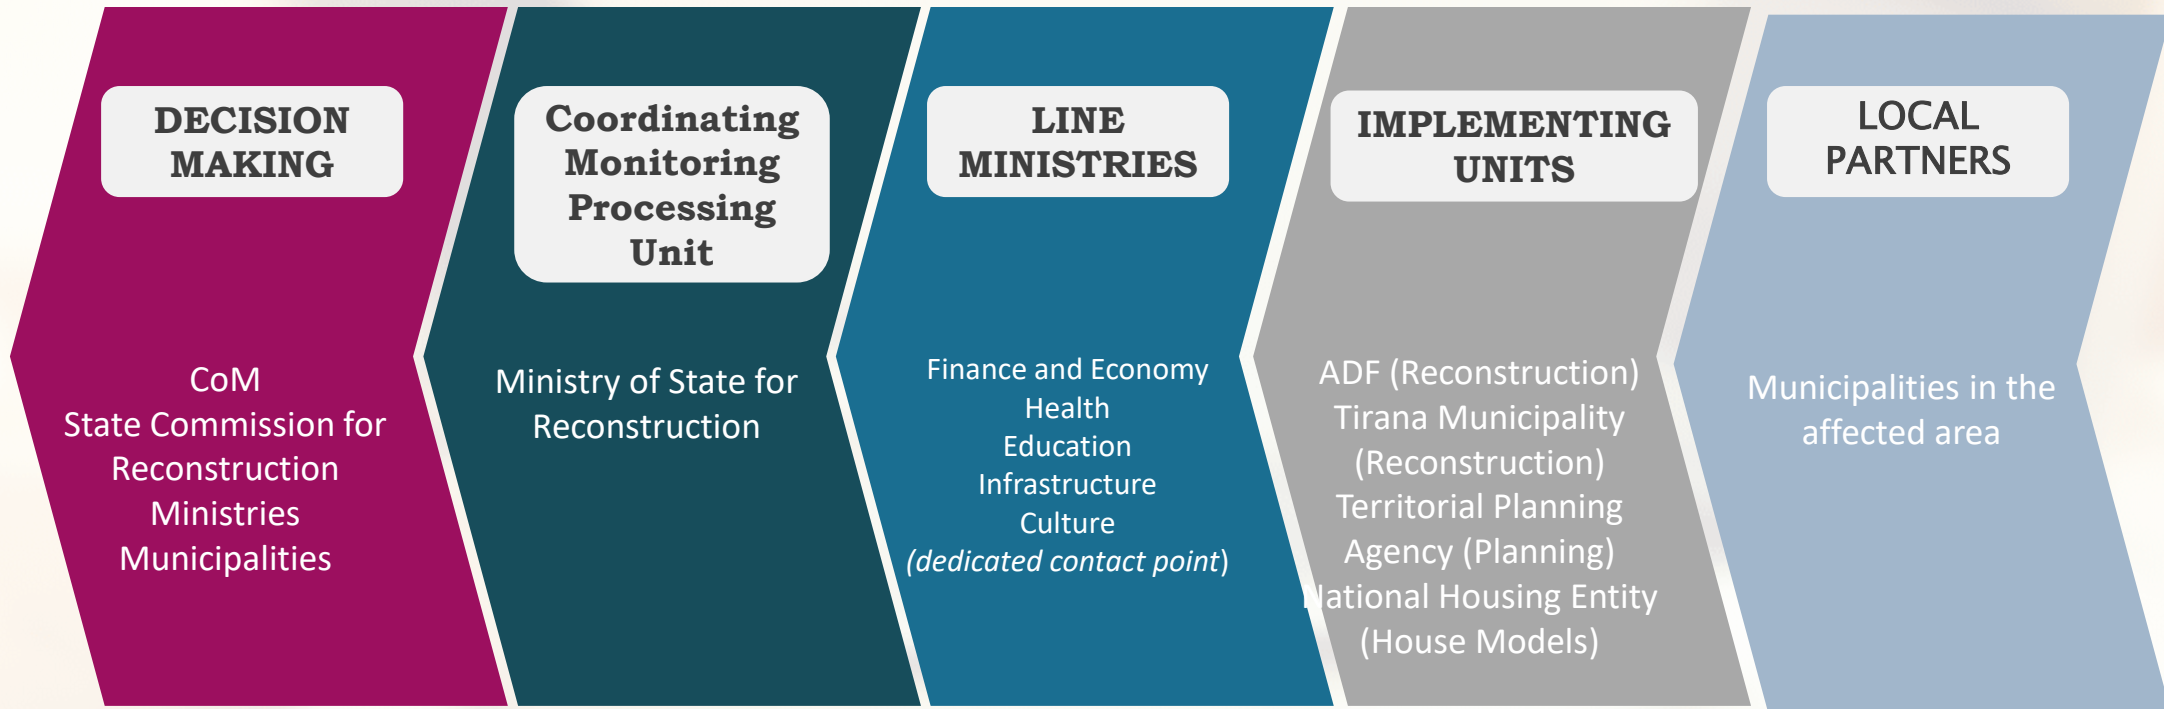 DECISION
MAKING
CoM
State Commission for
Reconstruction
Ministries
Municipalities
Coordinating
Monitoring
Processing
Unit
Ministry of State for
Reconstruction
LINE
MINISTRIES
Finance and Economy
Health
Education
Infrastructure
Culture
(dedicated contact point)
IMPLEMENTING
UNITS
ADF (Reconstruction)
Tirana Municipality
(Reconstruction)
Territorial Planning
Agency (Planning)
National Housing Entity
(House Models)
LOCAL
PARTNERS
Municipalities in the
affected area